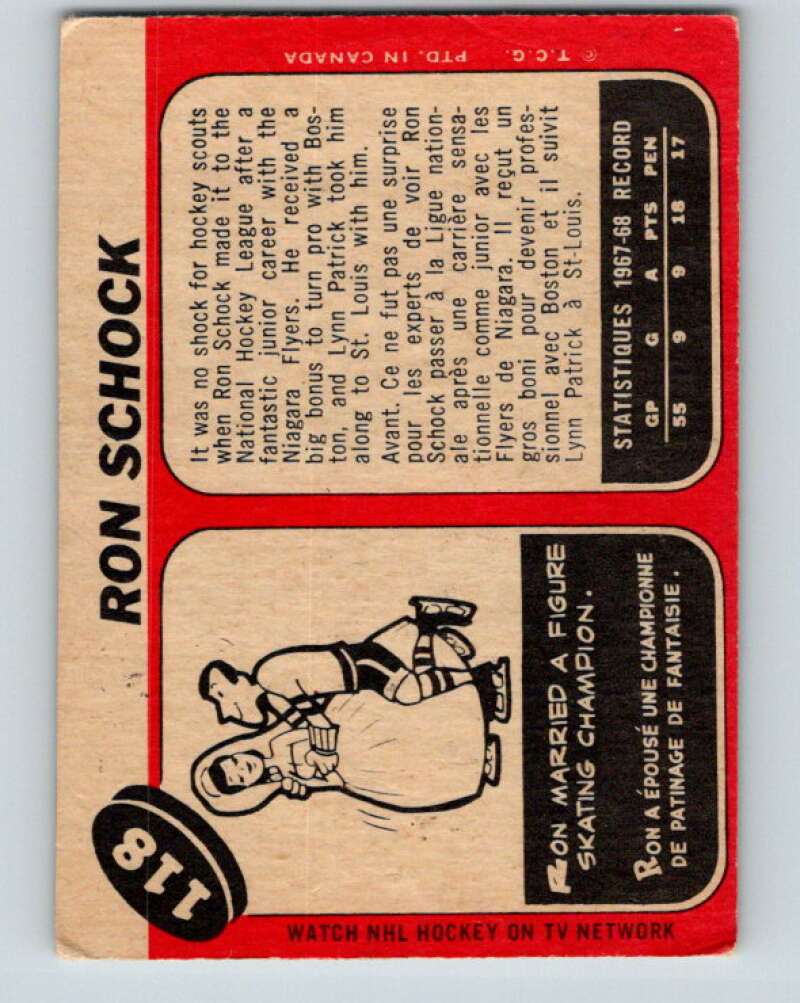 RON SCHOCK
118
It was no shock for hockey scouts
when Ron Schock made it to the
National Hockey League after a
fantastic junior career with the
Niagara Flyers. He received a
big bonus to turn pro with Bos-
ton, and Lynn Patrick took him
along to St. Louis with him.
Avant. Ce ne fut pas une surprise
pour les experts de voir Ron
Schock passer à la Ligue nation-
ale après une carrière sensa-
tionnelle comme junior avec les
Flyers de Niagara. Il reçut un
gros boni pour devenir profes-
sionnel avec Boston et il suivit
Lynn Patrick à St-Louis.
STATISTIQUES 1967-68 RECORD
GP G A PTS PEN
55 9 9 18 17
RON MARRIED A FIGURE
SKATING CHAMPION.
RON A ÉPOUSÉ UNE CHAMPIONNE
DE PATINAGE DE FANTAISIE.
WATCH NHL HOCKEY ON TV NETWORK
© T.C.G. PTD. IN CANADA